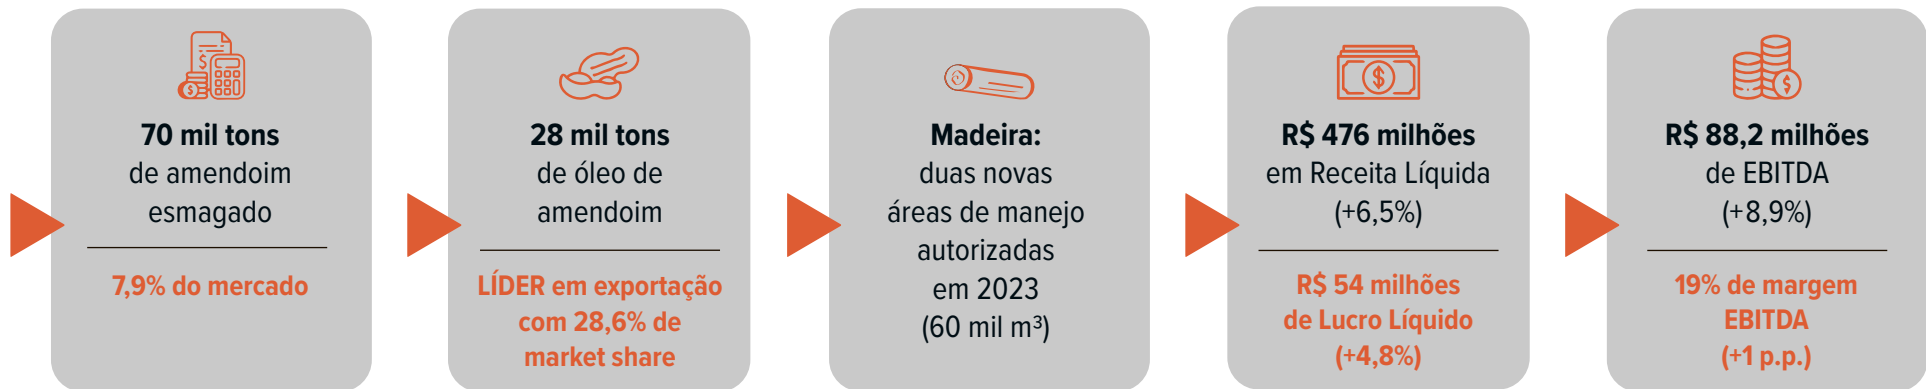 70 mil tons
de amendoim
esmagado
7,9% do mercado
28 mil tons
de óleo de
amendoim
LÍDER em exportação
com 28,6% de
market share
Madeira:
duas novas
áreas de manejo
autorizadas
em 2023
(60 mil m³)
R$ 476 milhões
em Receita Líquida
(+6,5%)
R$ 54 milhões
de Lucro Líquido
(+4,8%)
R$ 88,2 milhões
de EBITDA
(+8,9%)
19% de margem
EBITDA
(+1 p.p.)